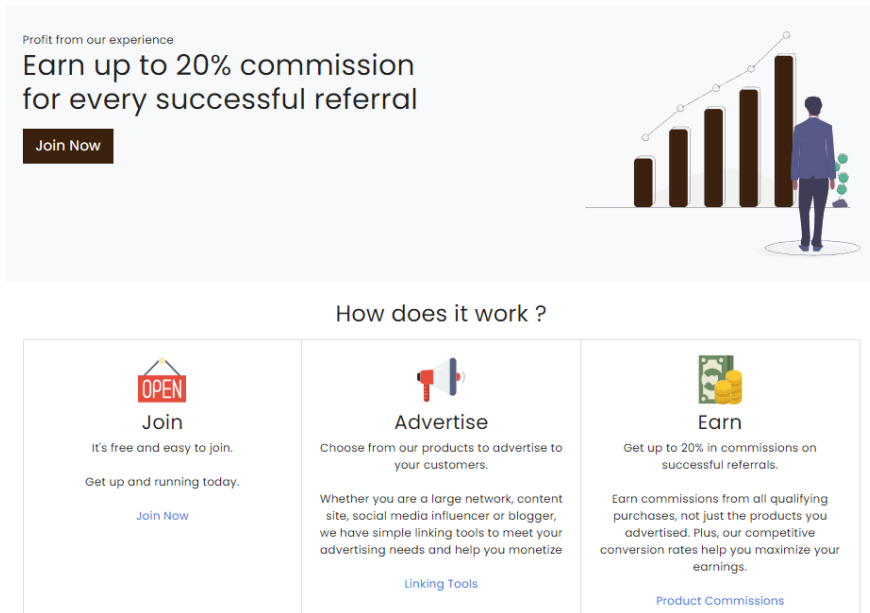 Profit from our experience
Earn up to 20% commission
for every successful referral
Join Now
How does it work ?
OPEN
Join
It's free and easy to join.
Get up and running today.
Join Now
Advertise
Choose from our products to advertise to
your customers.
Whether you are a large network, content
site, social media influencer or blogger,
we have simple linking tools to meet your
advertising needs and help you monetize
Linking Tools
Earn
Get up to 20% in commissions on
successful referrals.
Earn commissions from all qualifying
purchases, not just the products you
advertised. Plus, our competitive
conversion rates help you maximize your
earnings.
Product Commissions